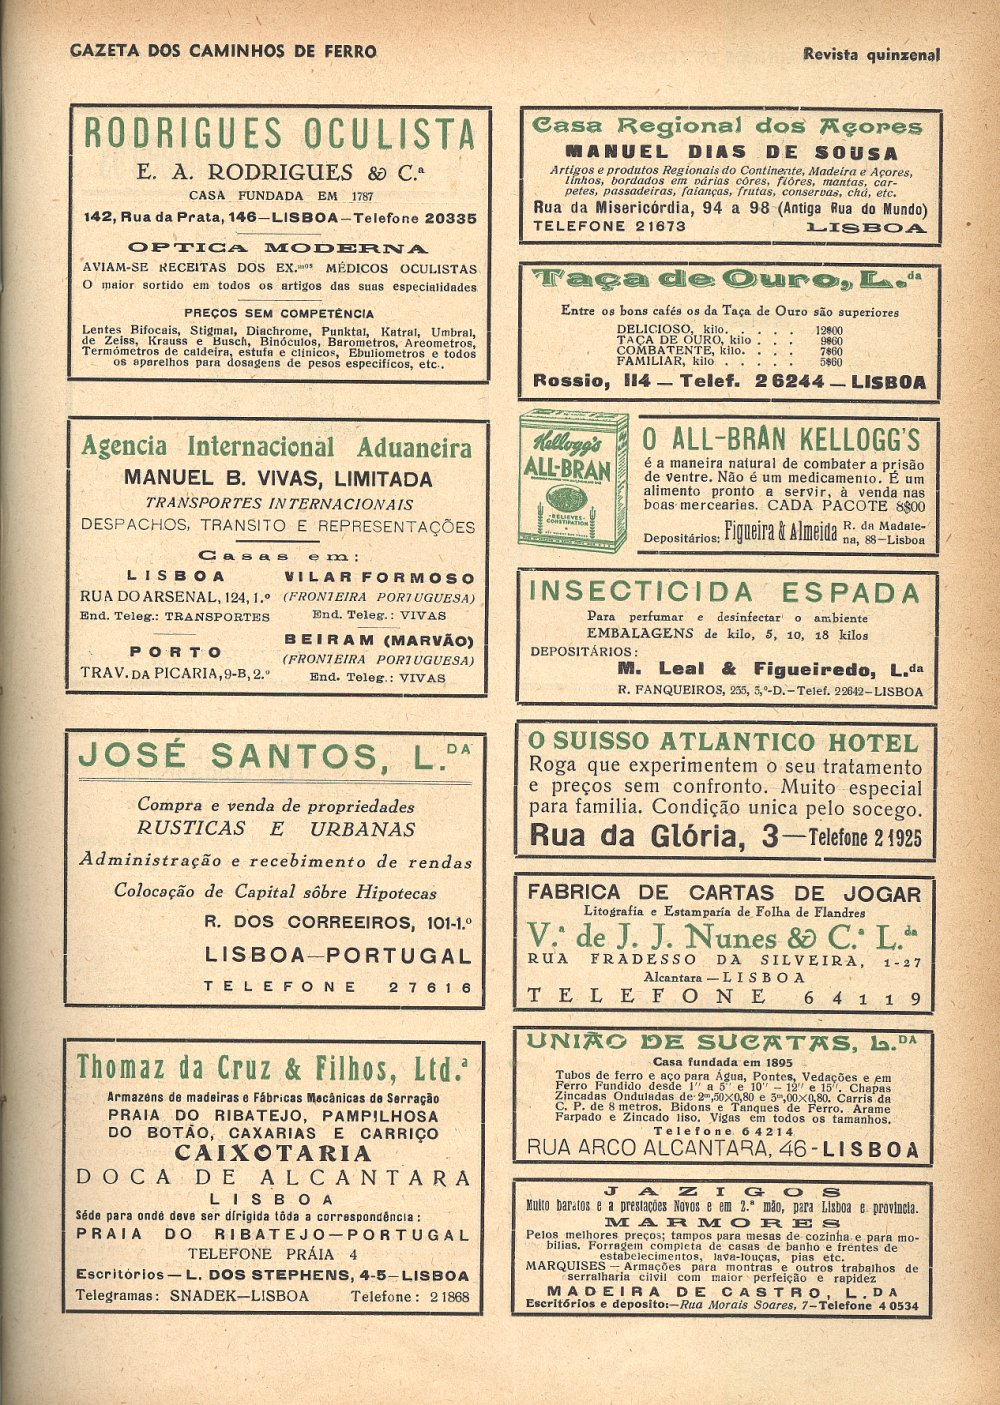 GAZETA DOS CAMINHOS DE FERRO
Revista quinzenal
RODRIGUES OCULISTA
E. A. RODRIGUES & C.ª
CASA FUNDADA EM 1787
142, Rua da Prata, 146—LISBOA—Telefone 20335
OPTICA MODERNA
AVIAM-SE RECEITAS DOS EX.mos MÉDICOS OCULISTAS
O maior sortido em todos os artigos das suas especialidades
PREÇOS SEM COMPETÊNCIA
Lentes Bifocais, Stigmal, Diachrome, Punktal, Katral, Umbral,
de Zeiss, Krauss e Busch, Binóculos, Barometros, Areometros,
Termómetros de caldeira, estufa e clínicos, Ebuliometros e todos
os aparelhos para dosagens de pesos específicos, etc..
Agencia Internacional Aduaneira
MANUEL B. VIVAS, LIMITADA
TRANSPORTES INTERNACIONAIS
DESPACHOS, TRANSITO E REPRESENTAÇÕES
Casas em:
LISBOA
RUA DO ARSENAL, 124, 1.º
End. Teleg.: TRANSPORTES
PORTO
TRAV. DA PICARIA, 9-B, 2.º
VILAR FORMOSO
(FRONTEIRA PORTUGUESA)
End. Teleg.: VIVAS
BEIRAM (MARVÃO)
(FRONTEIRA PORTUGUESA)
End. Teleg.: VIVAS
JOSÉ SANTOS, L.DA
Compra e venda de propriedades
RUSTICAS E URBANAS
Administração e recebimento de rendas
Colocação de Capital sôbre Hipotecas
R. DOS CORREEIROS, 101-1.º
LISBOA—PORTUGAL
TELEFONE 27616
Thomaz da Cruz & Filhos, Ltd.ª
Armazens de madeiras e Fábricas Mecânicas de Serração
PRAIA DO RIBATEJO, PAMPILHOSA
DO BOTÃO, CAXARIAS E CARRIÇO
CAIXOTARIA
DOCA DE ALCANTARA
LISBOA
Séde para onde deve ser dirigida tôda a correspondência:
PRAIA DO RIBATEJO—PORTUGAL
TELEFONE PRÁIA 4
Escritórios—L. DOS STEPHENS, 4-5—LISBOA
Telegramas: SNADEK—LISBOA Telefone: 21868
Casa Regional dos Açores
MANUEL DIAS DE SOUSA
Artigos e produtos Regionais do Continente, Madeira e Açores,
linhos, bordados em várias côres, flôres, mantas, car-
petes, passadeiras, faianças, frutas, conservas, chá, etc.
Rua da Misericórdia, 94 a 98 (Antiga Rua do Mundo)
TELEFONE 21673 LISBOA
Taça de Ouro, L.da
Entre os bons cafés os da Taça de Ouro são superiores
DELICIOSO, kilo. . . . . 12$00
TAÇA DE OURO, kilo . . . 9$60
COMBATENTE, kilo. . . . 7$60
FAMILIAR, kilo . . . . . 5$60
Rossio, 114 — Telef. 26244 — LISBOA
Kellogg's
ALL-BRAN
RELIEVES
CONSTIPATION
O ALL-BRAN KELLOGG'S
é a maneira natural de combater a prisão
de ventre. Não é um medicamento. É um
alimento pronto a servir, à venda nas
boas mercearias. CADA PACOTE 8$00
Depositários: Figueira & Almeida R. da Madale-
na, 88—Lisboa
INSECTICIDA ESPADA
Para perfumar e desinfectar o ambiente
EMBALAGENS de kilo, 5, 10, 18 kilos
DEPOSITÁRIOS:
M. Leal & Figueiredo, L.da
R. FANQUEIROS, 255, 3.º-D.—Telef. 22642—LISBOA
O SUISSO ATLANTICO HOTEL
Roga que experimentem o seu tratamento
e preços sem confronto. Muito especial
para familia. Condição unica pelo socego.
Rua da Glória, 3—Telefone 21925
FABRICA DE CARTAS DE JOGAR
Litografia e Estamparia de Folha de Flandres
V.ª de J. J. Nunes & C.ª L.da
RUA FRADESSO DA SILVEIRA, 1-27
Alcantara—LISBOA
TELEFONE 64119
UNIÃO DE SUCATAS, L.DA
Casa fundada em 1895
Tubos de ferro e aço para Água, Pontes, Vedações e em
Ferro Fundido desde 1" a 5" e 10" — 12" e 15". Chapas
Zincadas Onduladas de 2m,50X0,80 e 3m,00X0,80. Carris da
C. P. de 8 metros. Bidons e Tanques de Ferro. Arame
Farpado e Zincado liso. Vigas em todos os tamanhos.
Telefone 64214
RUA ARCO ALCANTARA, 46-LISBOA
JAZIGOS
Muito baratos e a prestações Novos e em 2.ª mão, para Lisboa e provincia.
MARMORES
Pelos melhores preços; tampos para mesas de cozinha e para mo-
bilias. Forragem completa de casas de banho e frentes de
estabelecimentos, lava-louças, pias etc.
MARQUISES—Armações para montras e outros trabalhos de
serralharia cilvil com maior perfeição e rapidez
MADEIRA DE CASTRO, L.DA
Escritórios e deposito:—Rua Morais Soares, 7—Telefone 40534